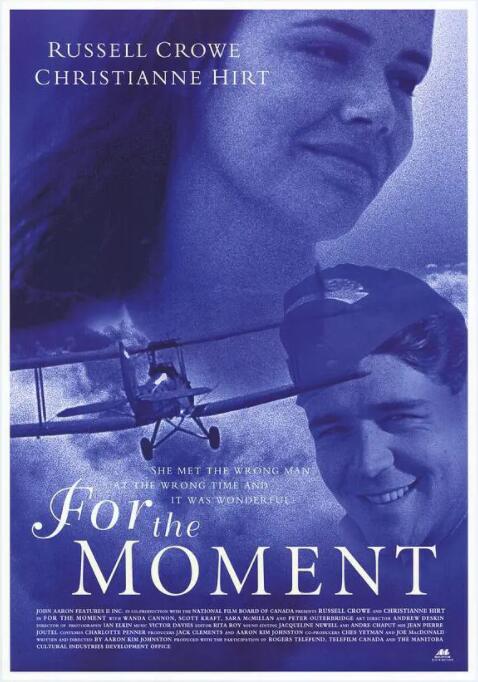 RUSSELL CROWE
CHRISTIANNE HIRT
SHE MET THE WRONG MAN
AT THE WRONG TIME AND
IT WAS WONDERFUL.
For the
MOMENT
JOHN AARON FEATURES II INC. IN CO-PRODUCTION WITH THE NATIONAL FILM BOARD OF CANADA PRESENTS RUSSELL CROWE AND CHRISTIANNE HIRT
IN FOR THE MOMENT WITH WANDA CANNON, SCOTT KRAFT, SARA McMILLAN AND PETER OUTERBRIDGE ART DIRECTOR ANDREW DESKIN
DIRECTOR OF PHOTOGRAPHY IAN ELKIN MUSIC VICTOR DAVIES EDITOR RITA ROY SOUND EDITING JACQUELINE NEWELL AND ANDRE CHAPUT MIX JEAN PIERRE
JOUTEL COSTUMES CHARLOTTE PENNER PRODUCERS JACK CLEMENTS AND AARON KIM JOHNSTON CO-PRODUCERS CHES YETMAN AND JOE MacDONALD
WRITTEN AND DIRECTED BY AARON KIM JOHNSTON PRODUCED WITH THE PARTICIPATION OF ROGERS TELEFUND, TELEFILM CANADA AND THE MANITOBA
CULTURAL INDUSTRIES DEVELOPMENT OFFICE